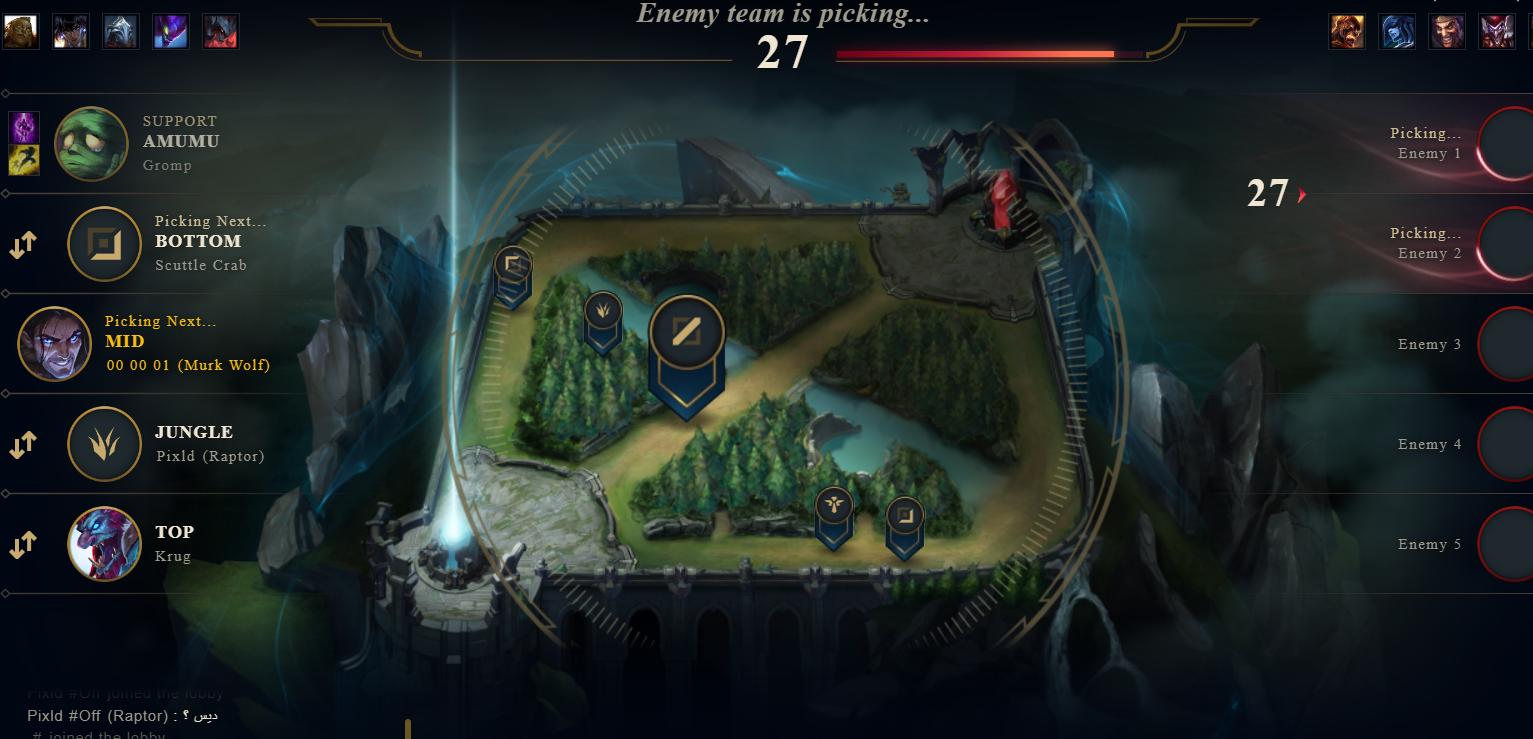 Enemy team is picking...
27
SUPPORT
AMUMU
Gromp
Picking Next...
BOTTOM
Scuttle Crab
Picking Next...
MID
00 00 01 (Murk Wolf)
JUNGLE
Pixld (Raptor)
TOP
Krug
Picking...
Enemy 1
27
Picking...
Enemy 2
Enemy 3
Enemy 4
Enemy 5
Pixld #Off joined the lobby
Pixld #Off (Raptor) : ديس ؟
# joined the lobby